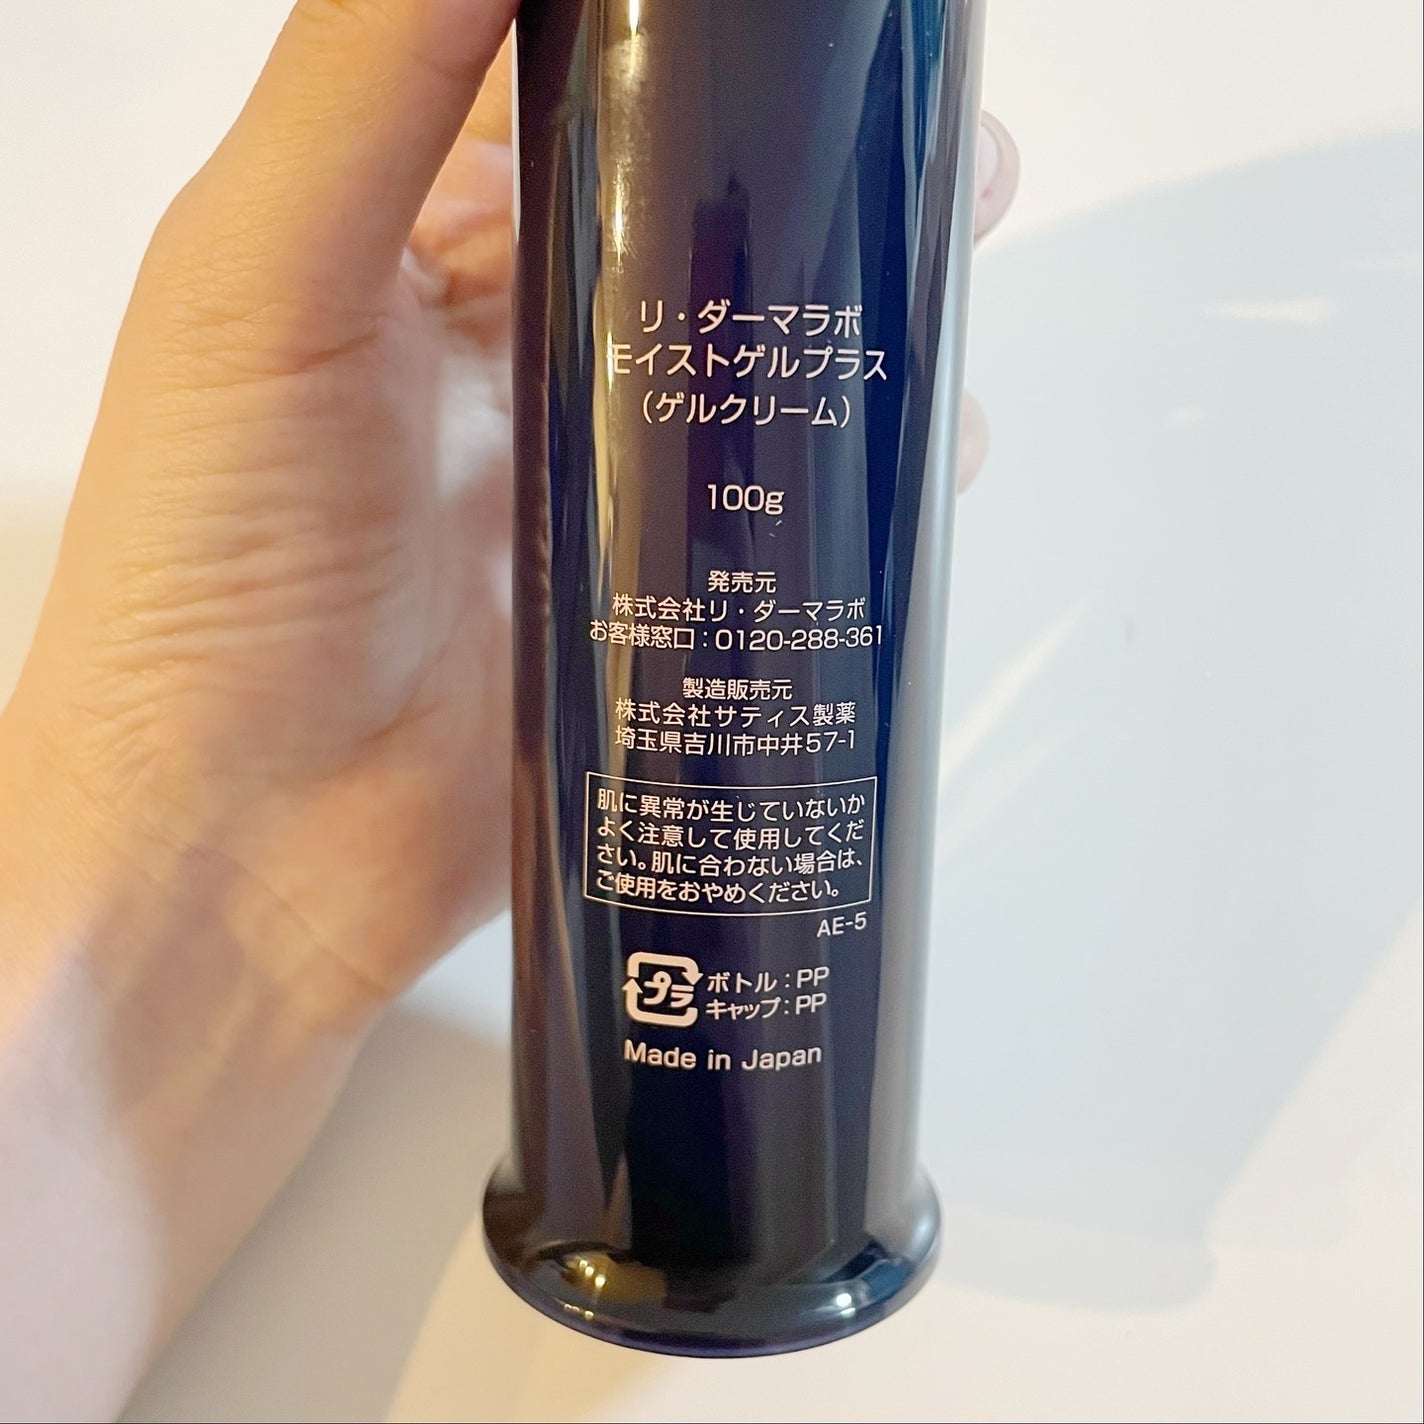 リ・ダーマラボ
モイストゲルプラス
（ゲルクリーム）
100g
発売元
株式会社リ・ダーマラボ
お客様窓口：0120-288-361
製造販売元
株式会社サティス製薬
埼玉県吉川市中井57-1
肌に異常が生じていないか
よく注意して使用してくだ
さい。肌に合わない場合は、
ご使用をおやめください。
AE-5
プラ ボトル：PP
キャップ：PP
Made in Japan